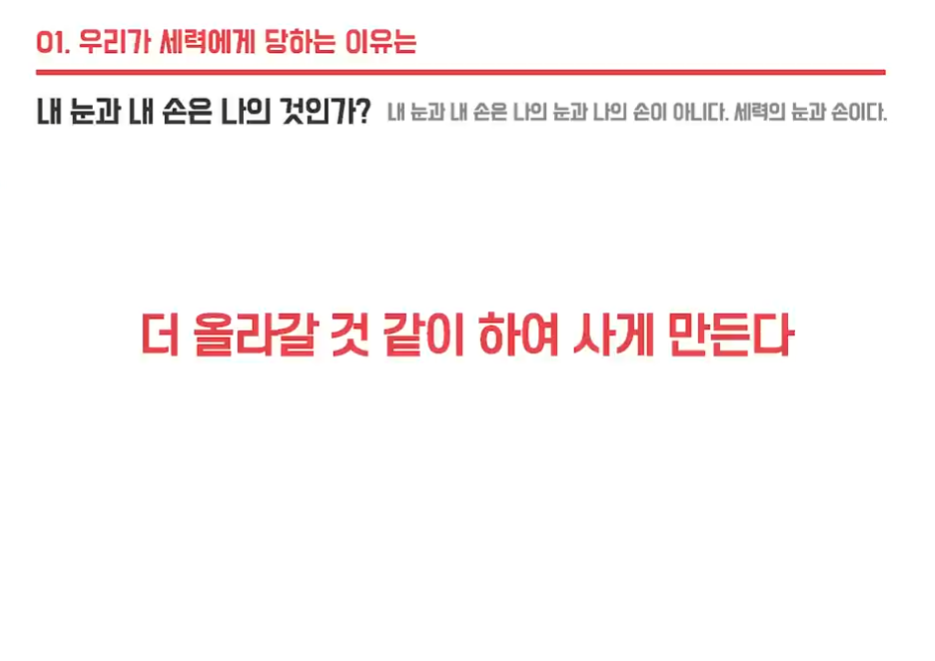 01. 우리가 세력에게 당하는 이유는
내 눈과 내 손은 나의 것인가? 내 눈과 내 손은 나의 눈과 나의 손이 아니다. 세력의 눈과 손이다.
더 올라갈 것 같이 하여 사게 만든다